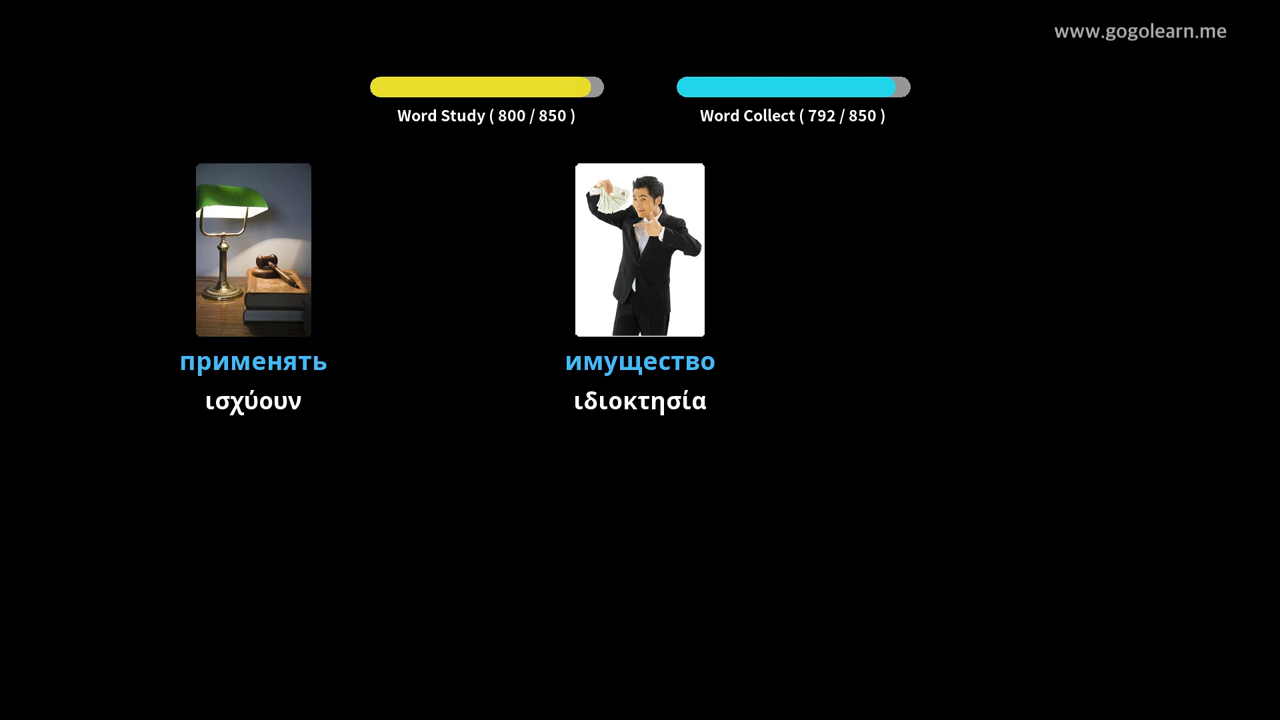 www.gogolearn.me
Word Study ( 800 / 850 )
Word Collect ( 792 / 850 )
применять
имущество
ισχύουν
ιδιοκτησία